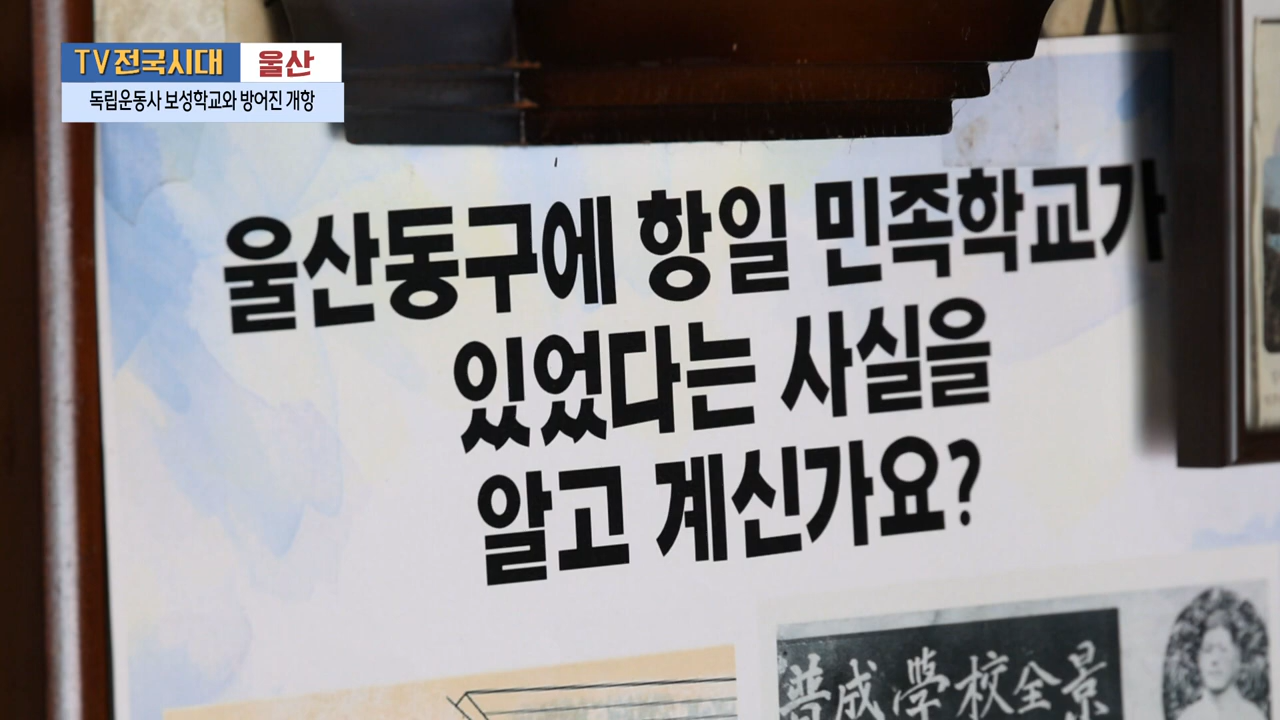 TV전국시대 울산
독립운동사 보성학교와 방어진 개항
울산동구에 항일 민족학교가
있었다는 사실을
알고 계신가요?
普成學校全景